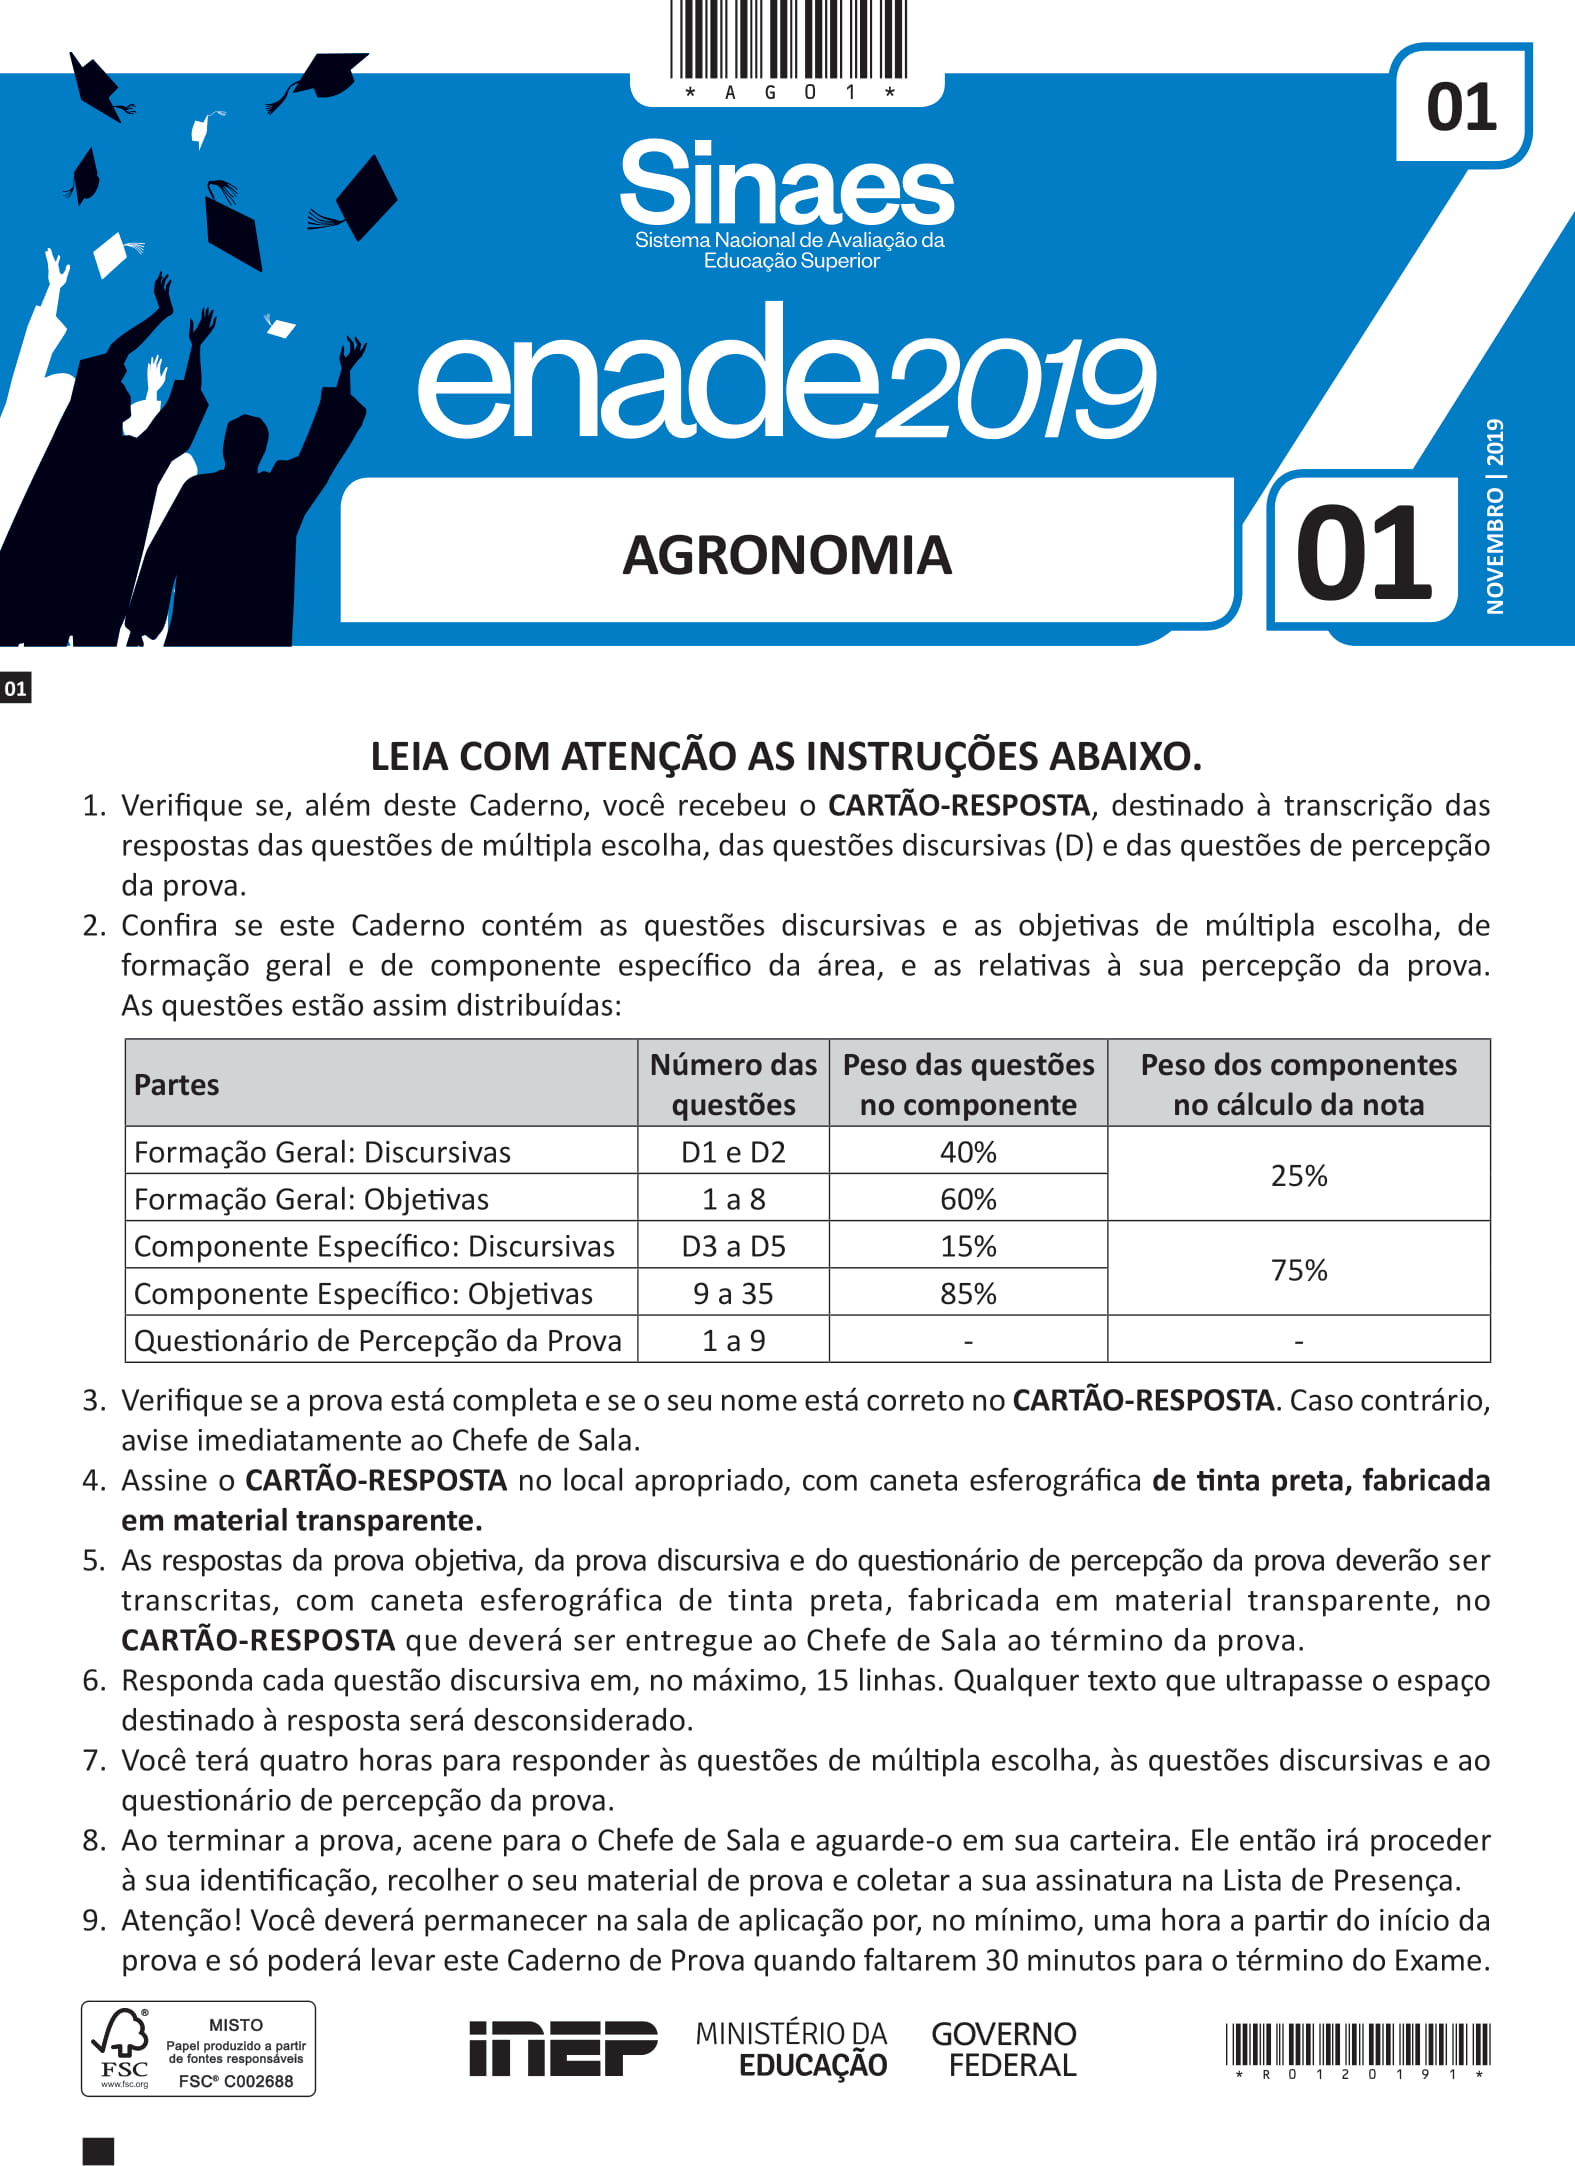 * A G 0 1 *
01
Sinaes
Sistema Nacional de Avaliação da
Educação Superior
enade2019
AGRONOMIA
01
NOVEMBRO | 2019
01
LEIA COM ATENÇÃO AS INSTRUÇÕES ABAIXO.
1. Verifique se, além deste Caderno, você recebeu o CARTÃO-RESPOSTA, destinado à transcrição das
respostas das questões de múltipla escolha, das questões discursivas (D) e das questões de percepção
da prova.
2. Confira se este Caderno contém as questões discursivas e as objetivas de múltipla escolha, de
formação geral e de componente específico da área, e as relativas à sua percepção da prova.
As questões estão assim distribuídas:
Partes
Número das
questões
Peso das questões
no componente
Peso dos componentes
no cálculo da nota
Formação Geral: Discursivas D1 e D2 40%
25%
Formação Geral: Objetivas 1 a 8 60%
Componente Específico: Discursivas D3 a D5 15%
75%
Componente Específico: Objetivas 9 a 35 85%
Questionário de Percepção da Prova 1 a 9 - -
3. Verifique se a prova está completa e se o seu nome está correto no CARTÃO-RESPOSTA. Caso contrário,
avise imediatamente ao Chefe de Sala.
4. Assine o CARTÃO-RESPOSTA no local apropriado, com caneta esferográfica de tinta preta, fabricada
em material transparente.
5. As respostas da prova objetiva, da prova discursiva e do questionário de percepção da prova deverão ser
transcritas, com caneta esferográfica de tinta preta, fabricada em material transparente, no
CARTÃO-RESPOSTA que deverá ser entregue ao Chefe de Sala ao término da prova.
6. Responda cada questão discursiva em, no máximo, 15 linhas. Qualquer texto que ultrapasse o espaço
destinado à resposta será desconsiderado.
7. Você terá quatro horas para responder às questões de múltipla escolha, às questões discursivas e ao
questionário de percepção da prova.
8. Ao terminar a prova, acene para o Chefe de Sala e aguarde-o em sua carteira. Ele então irá proceder
à sua identificação, recolher o seu material de prova e coletar a sua assinatura na Lista de Presença.
9. Atenção! Você deverá permanecer na sala de aplicação por, no mínimo, uma hora a partir do início da
prova e só poderá levar este Caderno de Prova quando faltarem 30 minutos para o término do Exame.
®
FSC
www.fsc.org
MISTO
Papel produzido a partir
de fontes responsáveis
FSC® C002688
INEP
MINISTÉRIO DA
EDUCAÇÃO
GOVERNO
FEDERAL
* R 0 1 2 0 1 9 1 *